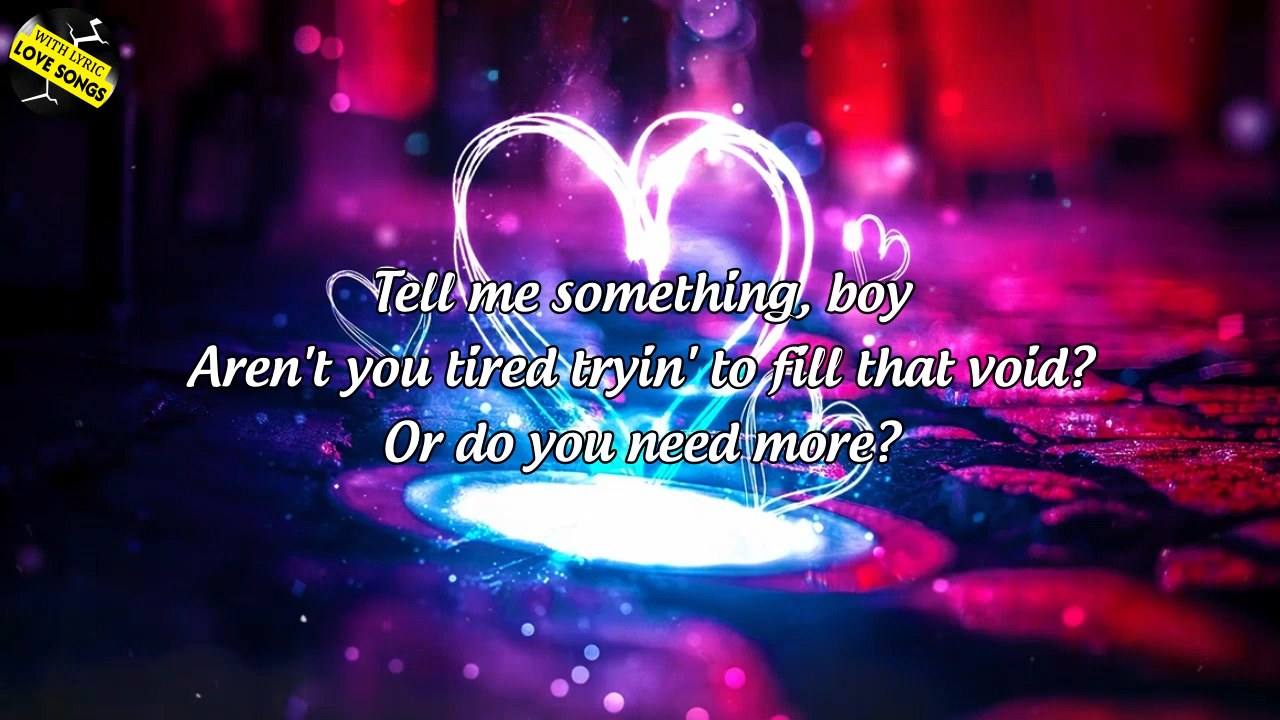 WITH LYRIC
LOVE SONGS
Tell me something, boy
Aren't you tired tryin' to fill that void?
Or do you need more?